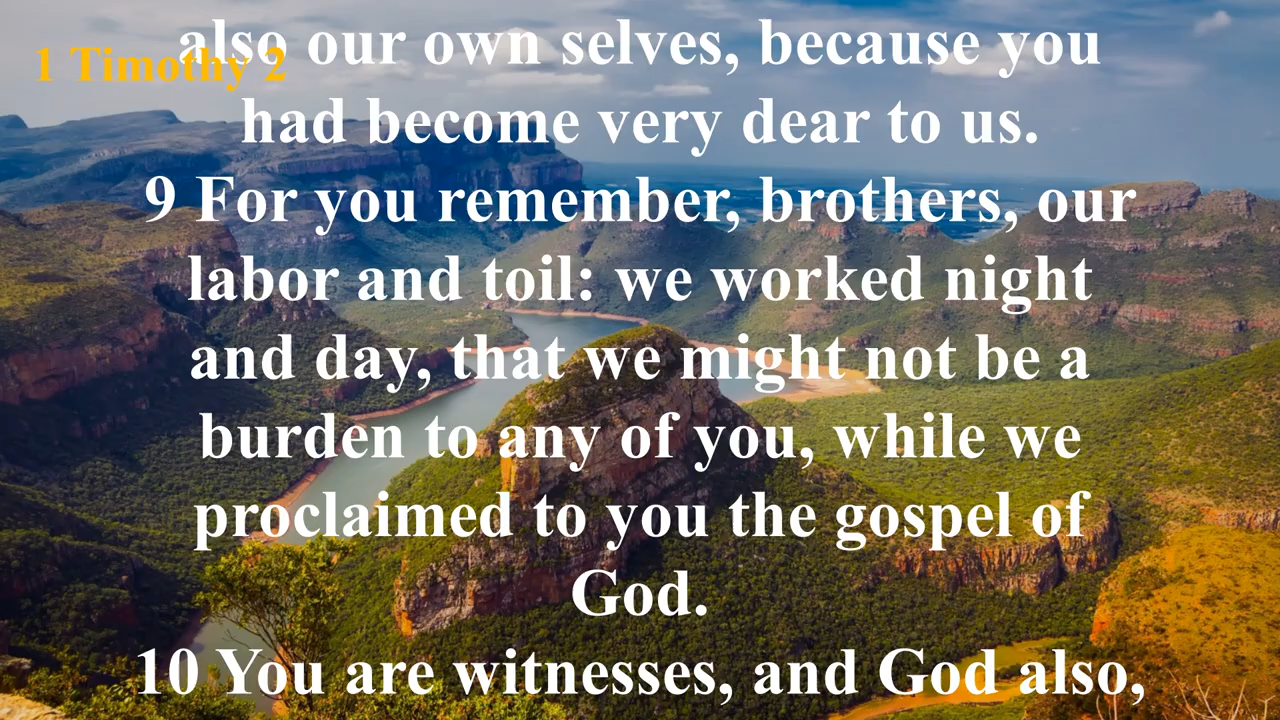 1 Timothy 2
also our own selves, because you
had become very dear to us.
9 For you remember, brothers, our
labor and toil: we worked night
and day, that we might not be a
burden to any of you, while we
proclaimed to you the gospel of
God.
10 You are witnesses, and God also,